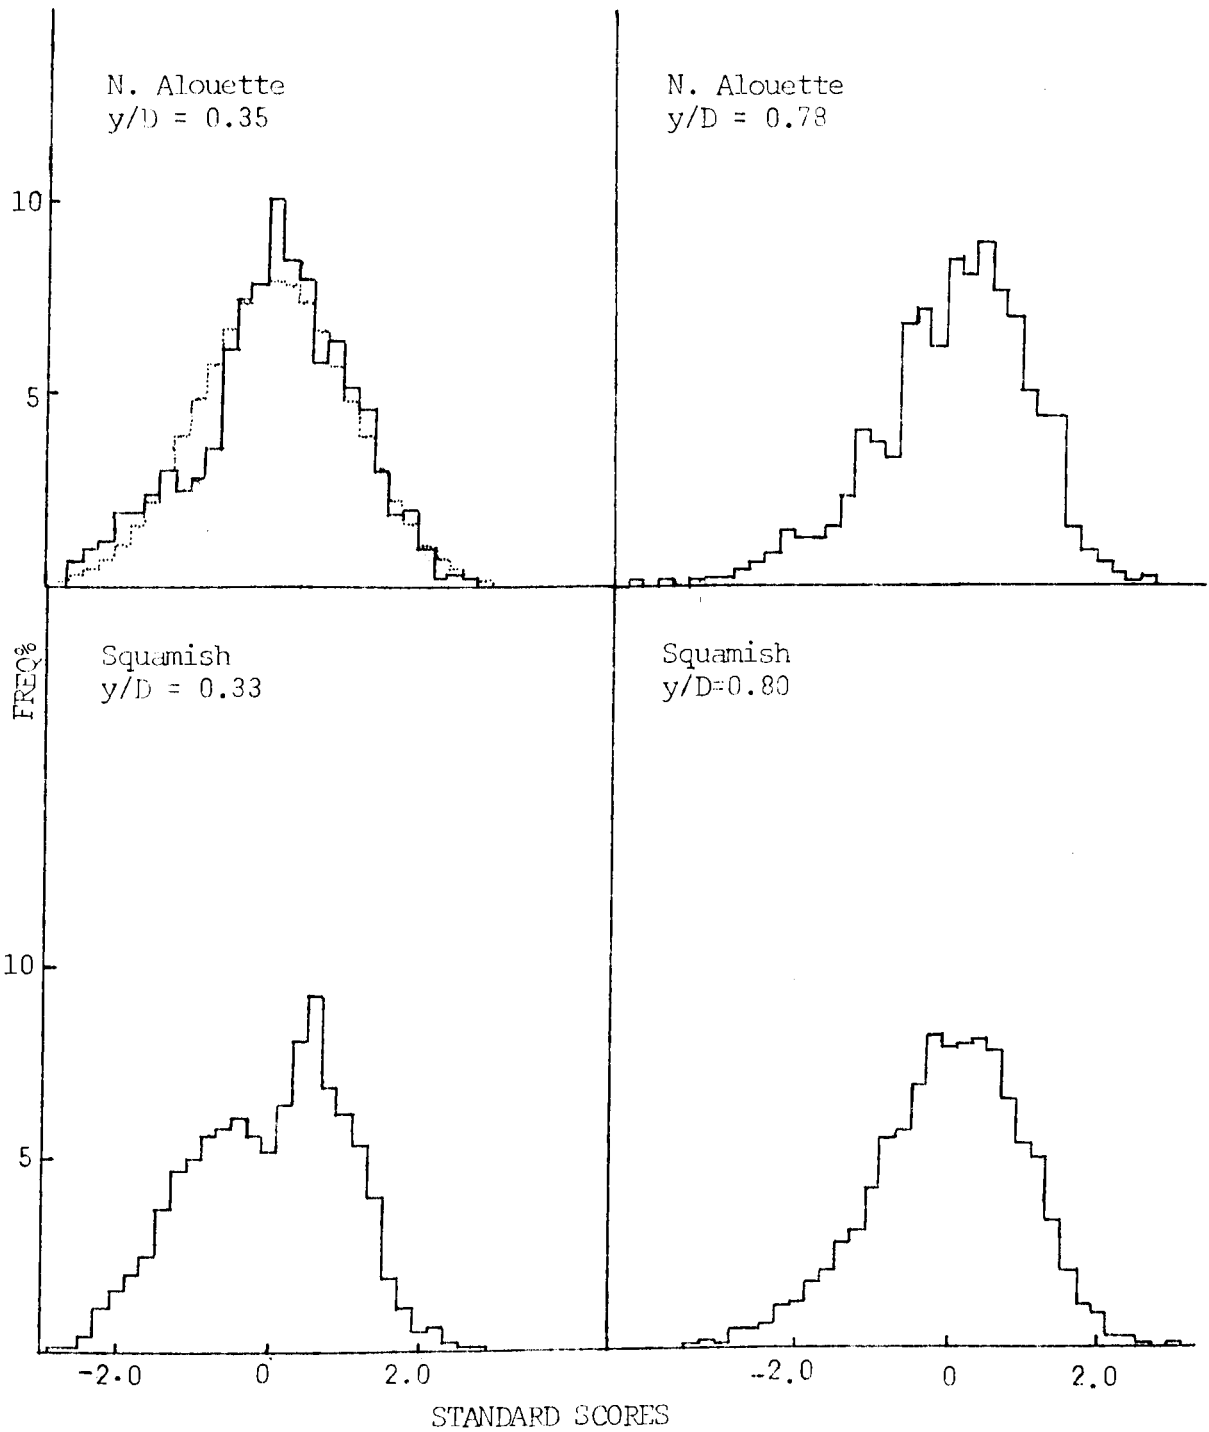 N. Alouette
y/D = 0.35
N. Alouette
y/D = 0.78
10
5
FREQ%
Squamish
y/D = 0.33
Squamish
y/D=0.80
10
5
-2.0 0 2.0
-2.0 0 2.0
STANDARD SCORES